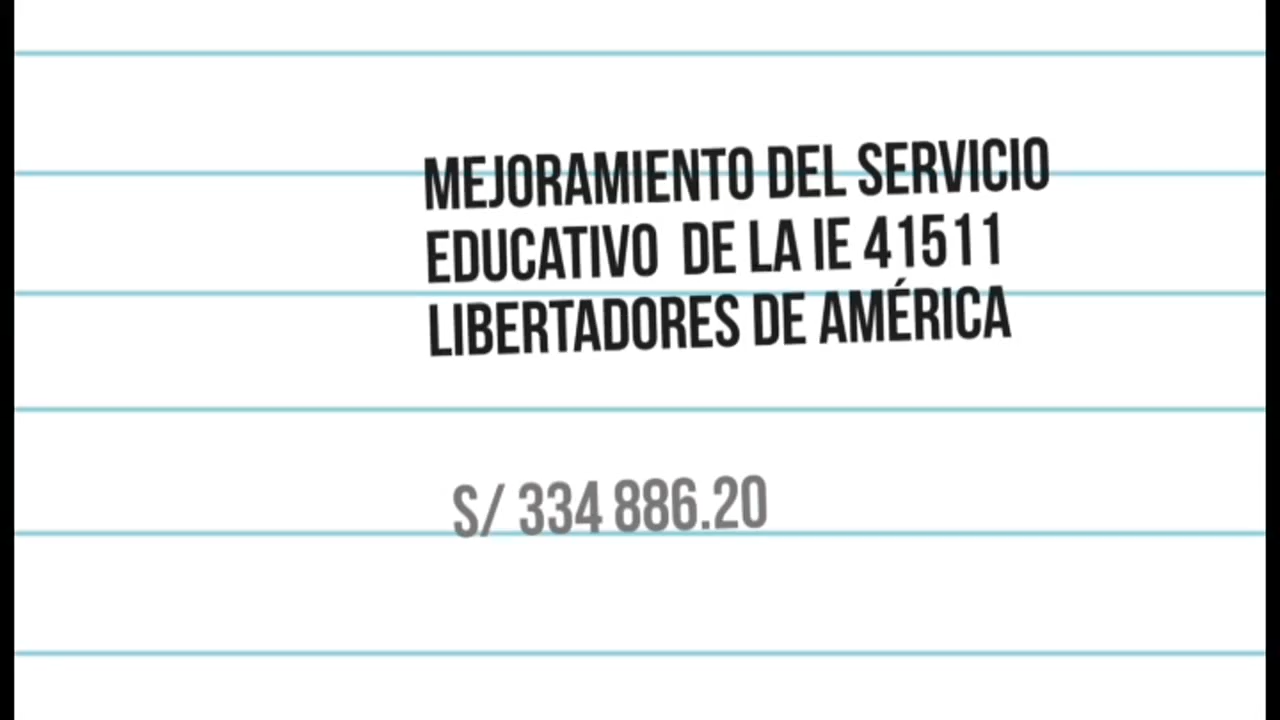 MEJORAMIENTO DEL SERVICIO
EDUCATIVO DE LA IE 41511
LIBERTADORES DE AMÉRICA
S/ 334 886.20